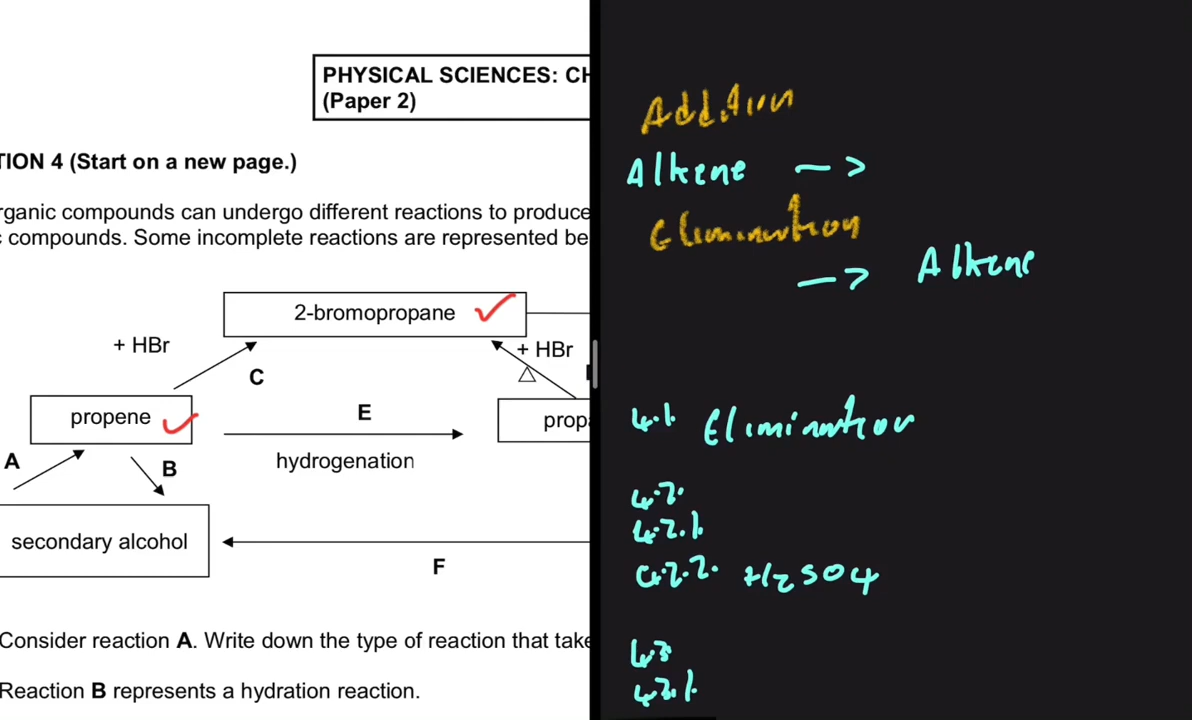 PHYSICAL SCIENCES: CH
(Paper 2)
TION 4 (Start on a new page.)
rganic compounds can undergo different reactions to produce
c compounds. Some incomplete reactions are represented be
2-bromopropane
+ HBr
+ HBr
C
propene
E
propa
A
B
hydrogenation
secondary alcohol
F
Consider reaction A. Write down the type of reaction that take
Reaction B represents a hydration reaction.
Addition
Alkene →
Elimination
→ Alkene
4.1 Elimination
4.2.
4.2.1.
4.2.2. H2SO4
4.3
4.3.1.